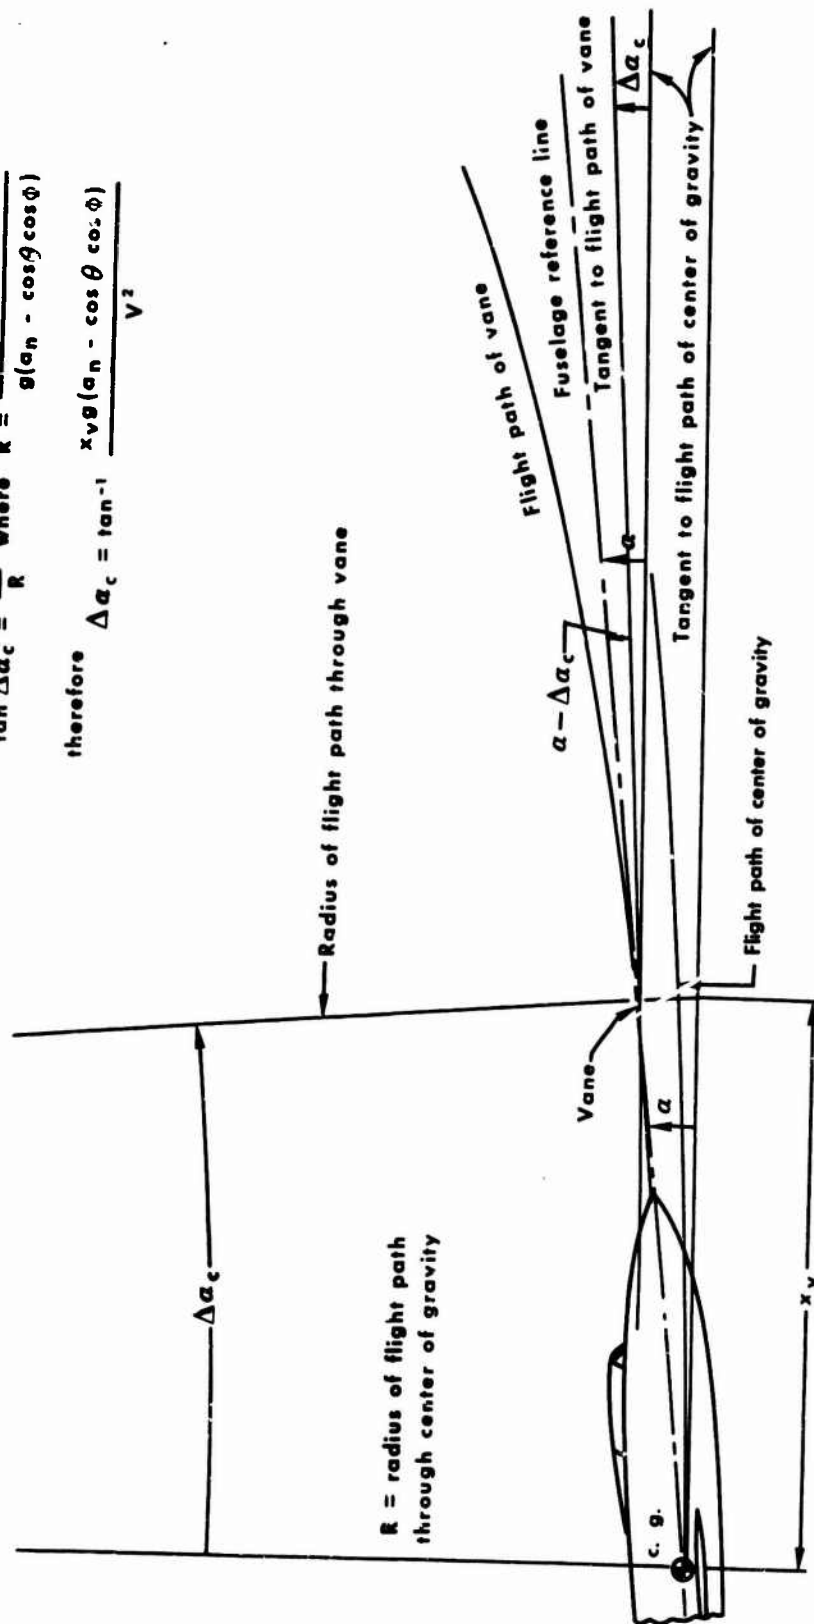 tan Δα_c = — / R where R = — / g(a_n - cos θ cos ϕ)
therefore Δα_c = tan⁻¹ x_v g(a_n - cos θ cos ϕ) / V²
Radius of flight path through vane
Δα_c
R = radius of flight path
through center of gravity
Flight path of vane
Fuselage reference line
Tangent to flight path of vane
Δα_c
α - Δα_c
α
Tangent to flight path of center of gravity
Vane
α
Flight path of center of gravity
c. g.
x_v